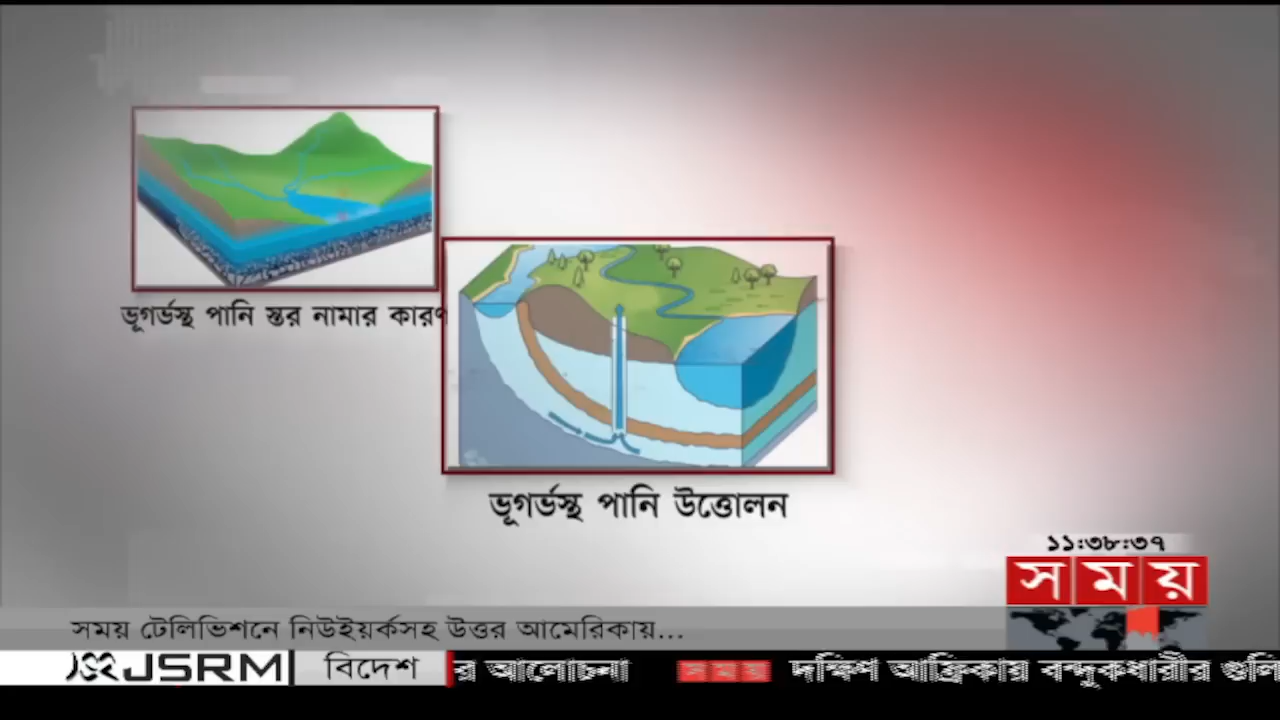 ভূগর্ভস্থ পানি স্তর নামার কারণ
ভূগর্ভস্থ পানি উত্তোলন
১১:৩৮:৩৭
সময়
সময় টেলিভিশনে নিউইয়র্কসহ উত্তর আমেরিকায়...
JSRM বিদেশ র আলোচনা সময় দক্ষিণ আফ্রিকার বন্দুকধারীর গুলি